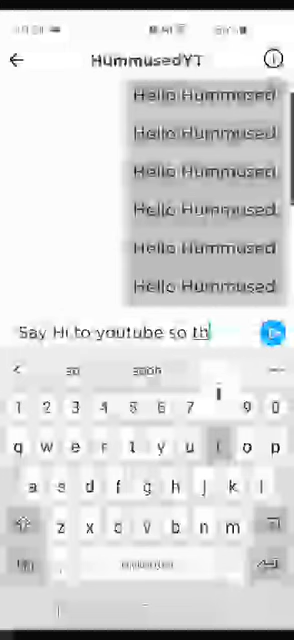 HummusedYT
Hello Hummused
Hello Hummused
Hello Hummused
Hello Hummused
Hello Hummused
Hello Hummused
Say Hi to youtube so th
so
i
1 2 3 4 5 6 7 9 0
q w e r t y u i o p
a s d f g h j k l
z x c v b n m